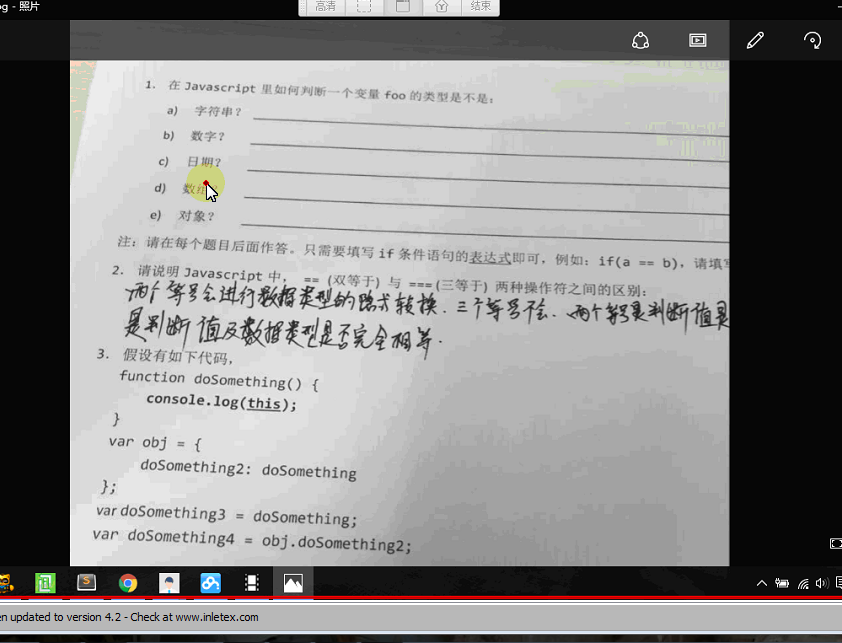 og - 照片
高清
结束
1. 在 Javascript 里如何判断一个变量 foo 的类型是不是:
a) 字符串?
b) 数字?
c) 日期?
d) 数组?
e) 对象?
注: 请在每个题目后面作答。只需要填写 if 条件语句的表达式即可, 例如: if(a == b), 请填写
2. 请说明 Javascript 中, == (双等于) 与 === (三等于) 两种操作符之间的区别:
两个等号会进行数据类型的隐式转换. 三个等号不会. 两个等号是判断值是
是判断值及数据类型是否完全相等.
3. 假设有如下代码,
function doSomething() {
console.log(this);
}
var obj = {
doSomething2: doSomething
};
var doSomething3 = doSomething;
var doSomething4 = obj.doSomething2;
en updated to version 4.2 - Check at www.inletex.com